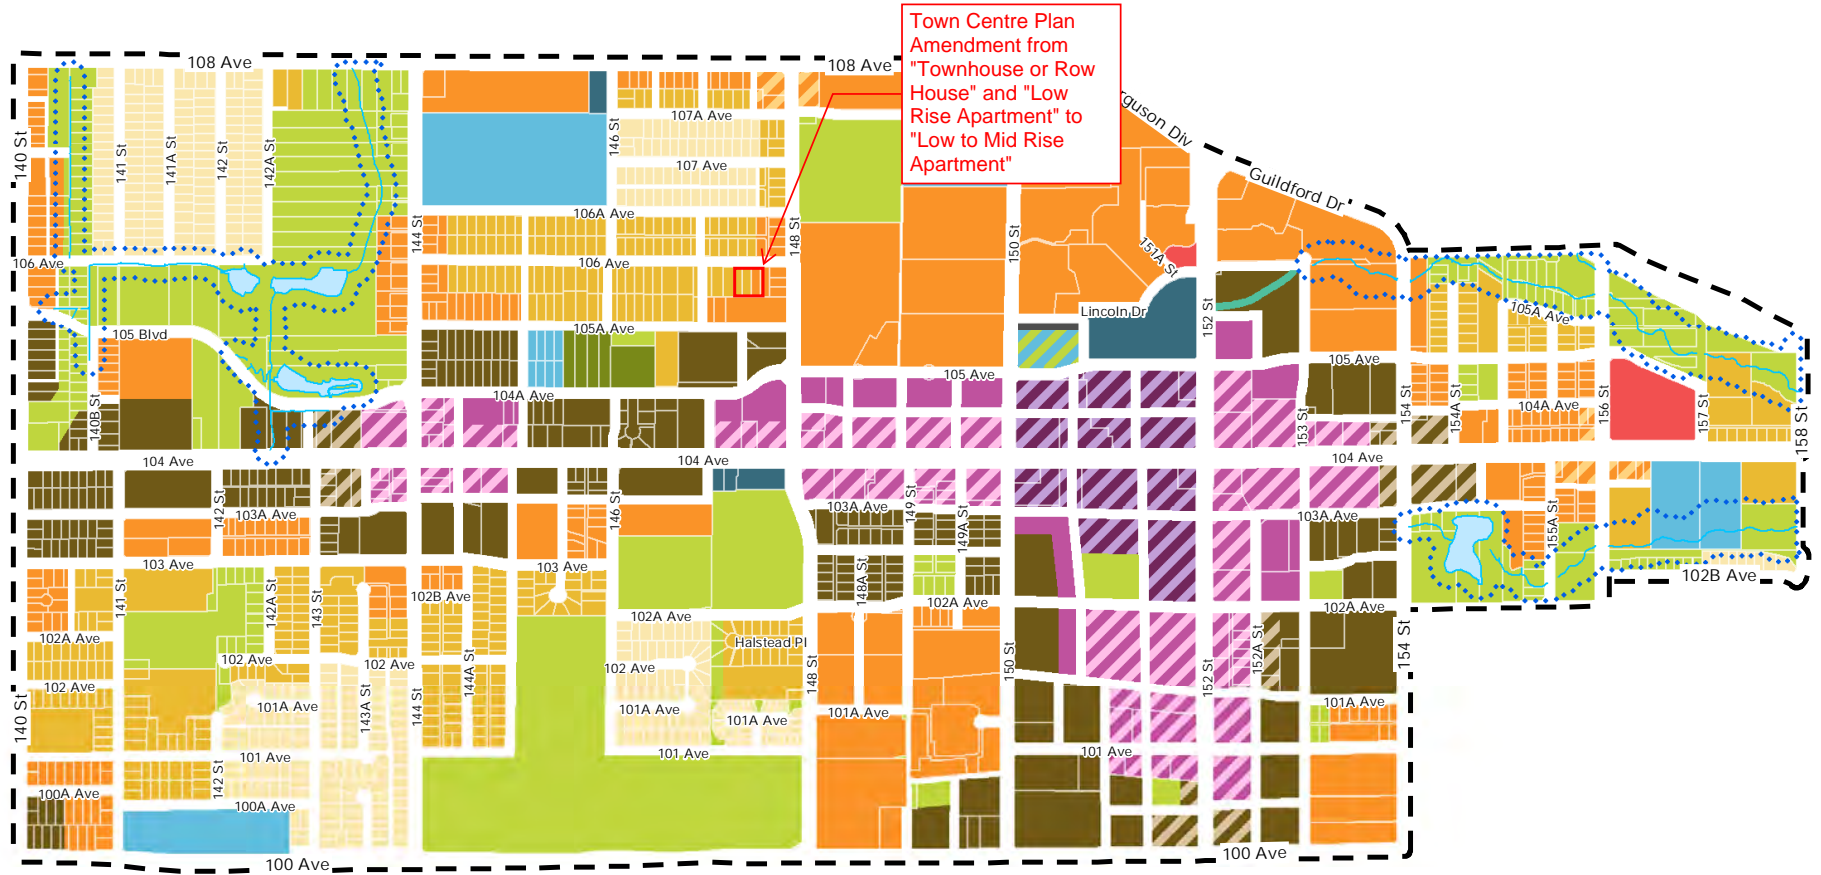 Town Centre Plan
Amendment from
"Townhouse or Row
House" and "Low
Rise Apartment" to
"Low to Mid Rise
Apartment"
108 Ave
108 Ave
rguson Div
Guildford Dr
107A Ave
107 Ave
106A Ave
106 Ave
106 Ave
140 St
141 St
141A St
142 St
142A St
144 St
146 St
148 St
150 St
151A St
152 St
Lincoln Dr
105 Blvd
105A Ave
105A Ave
105 Ave
105 Ave
104A Ave
104A Ave
140B St
153 St
154 St
154A St
156 St
157 St
158 St
104 Ave
104 Ave
104 Ave
142 St
103A Ave
146 St
103A Ave
149 St
149A St
103A Ave
155A St
103 Ave
103 Ave
102B Ave
102B Ave
141 St
142A St
143 St
148A St
102A Ave
102A Ave
102A Ave
102A Ave
Halstead Pl
102 Ave
102 Ave
102 Ave
102 Ave
144A St
148 St
150 St
152 St
152A St
154 St
140 St
101A Ave
143A St
144 St
101A Ave
101A Ave
101A Ave
101A Ave
101 Ave
101 Ave
101 Ave
142 St
100A Ave
100A Ave
100 Ave
100 Ave